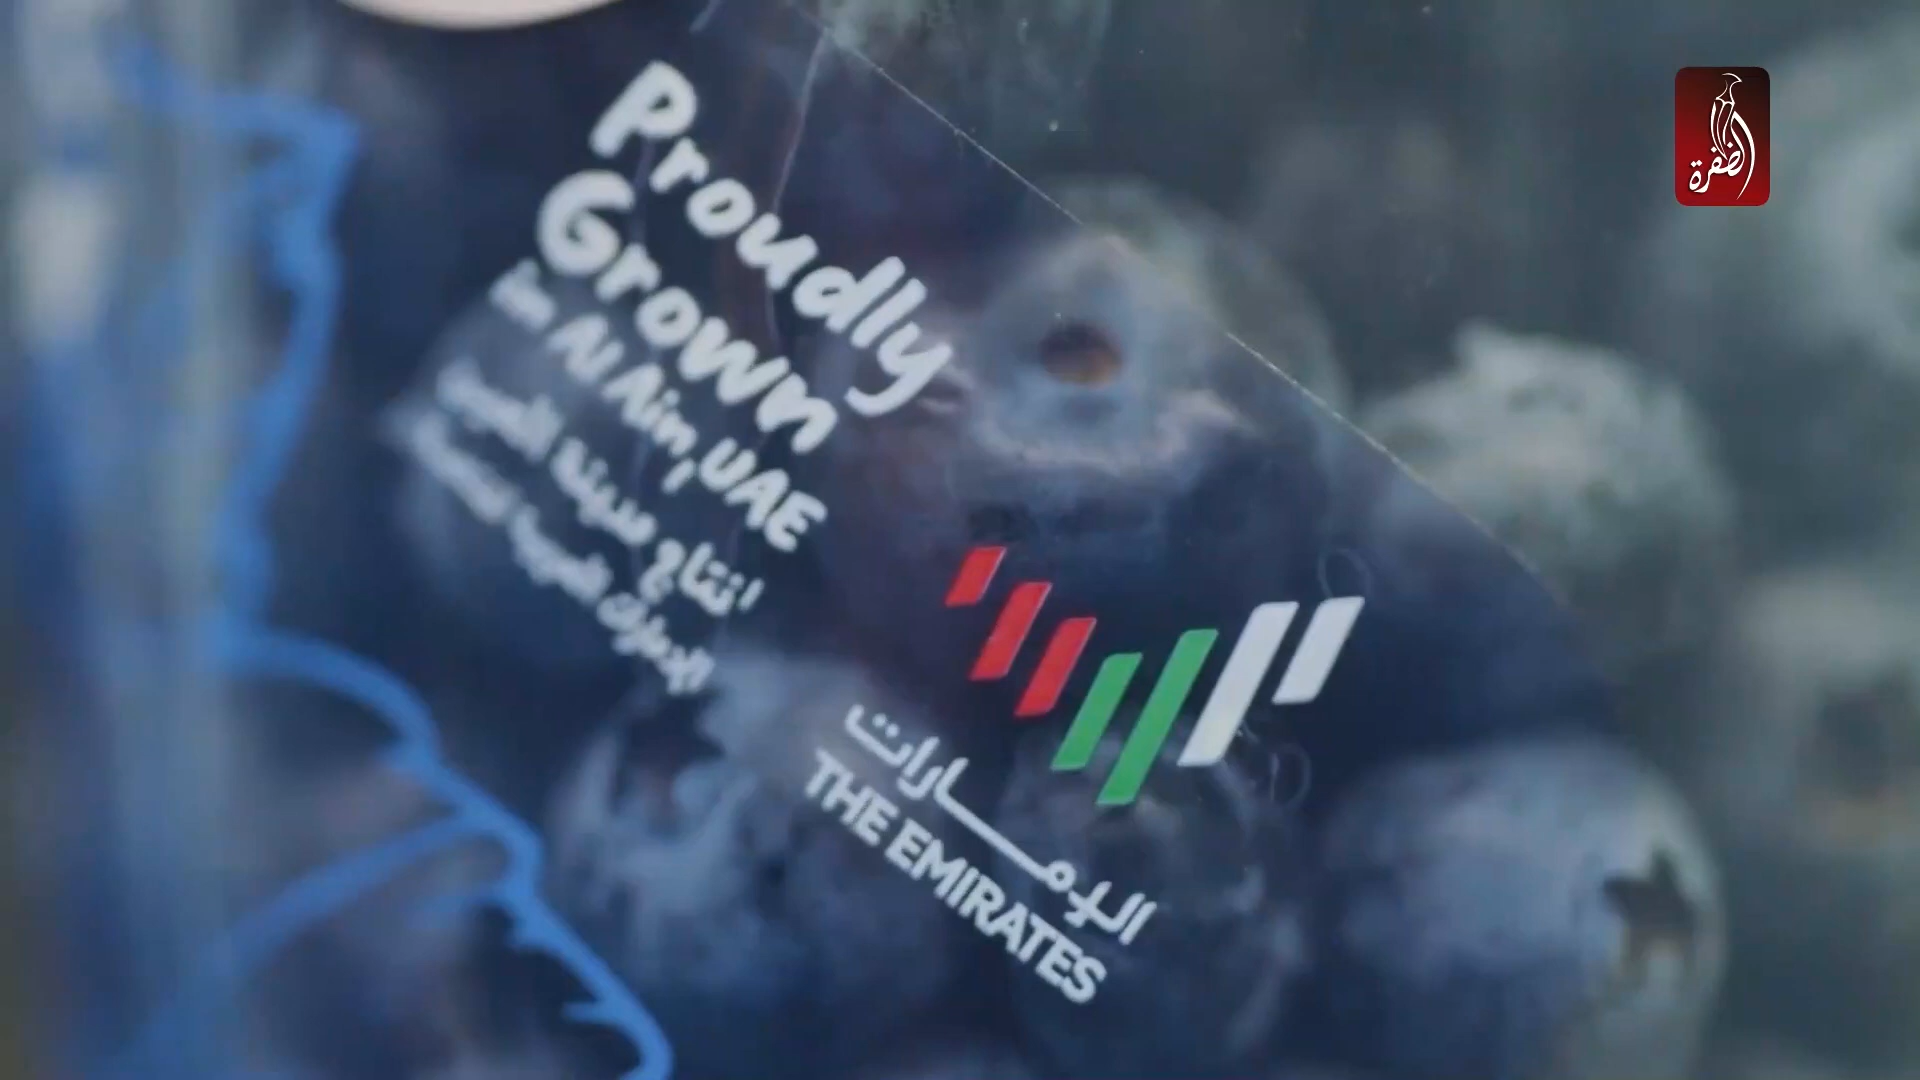 Proudly
Grown
in Al Ain, UAE
انتاج مدينة العين
الإمارات العربية المتحدة
الإمارات
THE EMIRATES
الظفرة